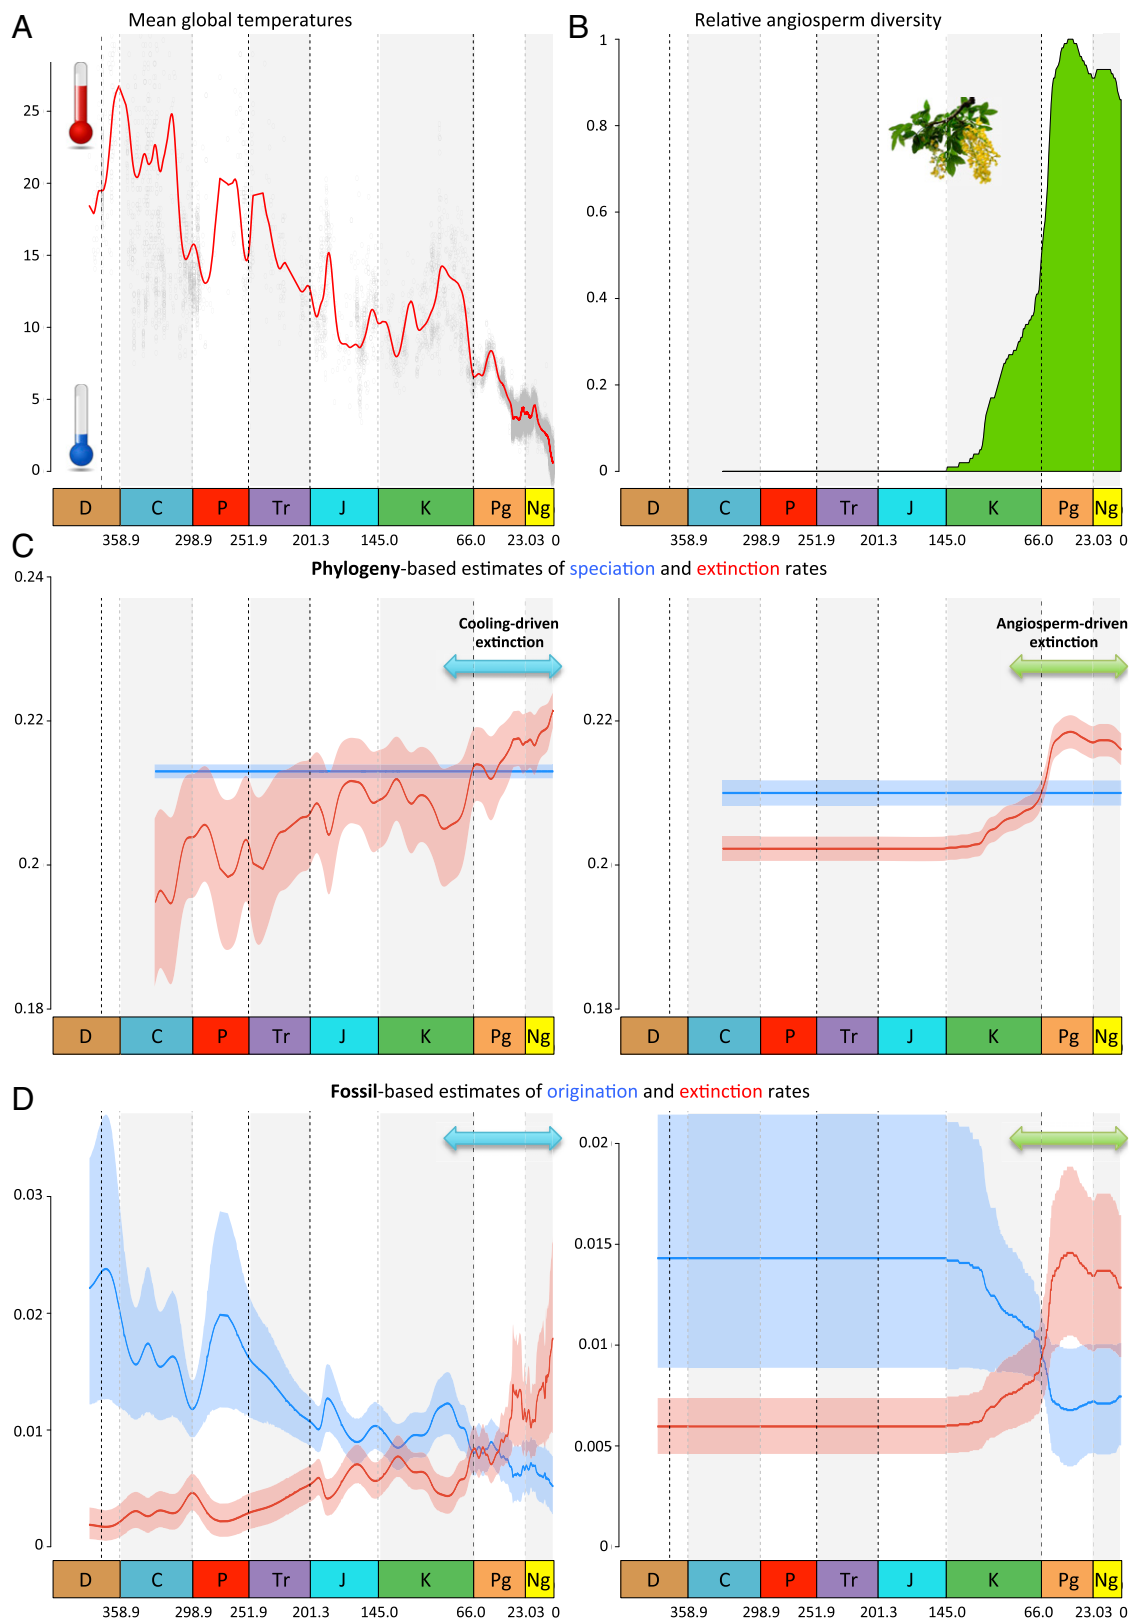 A
Mean global temperatures
B
Relative angiosperm diversity
25
20
15
10
5
0
1
0.8
0.6
0.4
0.2
0
D C P Tr J K Pg Ng
358.9 298.9 251.9 201.3 145.0 66.0 23.03 0
D C P Tr J K Pg Ng
358.9 298.9 251.9 201.3 145.0 66.0 23.03 0
C
Phylogeny-based estimates of speciation and extinction rates
0.24
0.22
0.2
0.18
Cooling-driven
extinction
0.22
0.2
0.18
Angiosperm-driven
extinction
D C P Tr J K Pg Ng
D C P Tr J K Pg Ng
D
Fossil-based estimates of origination and extinction rates
0.03
0.02
0.01
0
0.02
0.015
0.01
0.005
0
D C P Tr J K Pg Ng
358.9 298.9 251.9 201.3 145.0 66.0 23.03 0
D C P Tr J K Pg Ng
358.9 298.9 251.9 201.3 145.0 66.0 23.03 0